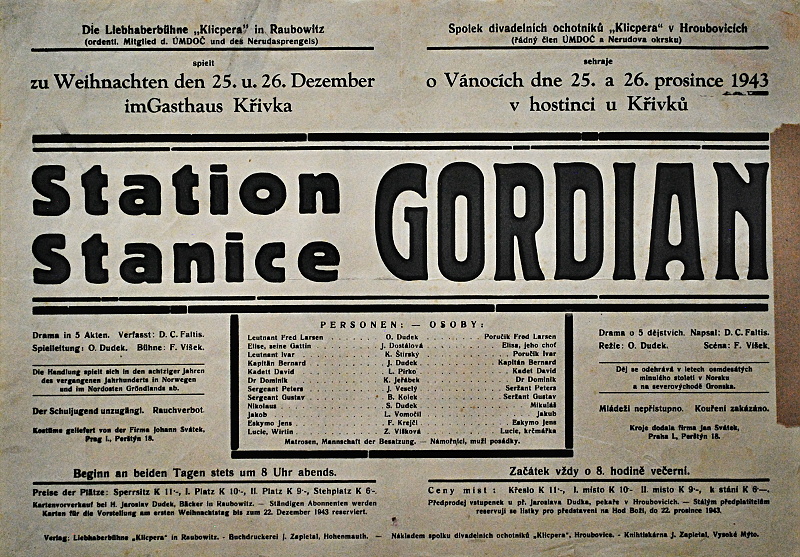 Die Liebhaberbühne „Klicpera" in Raubowitz
(ordentl. Mitglied d. ÚMDOČ und des Nerudasprengels)
spielt
zu Weihnachten den 25. u. 26. Dezember
imGasthaus Křivka
Spolek divadelních ochotníků „Klicpera" v Hroubovicích
(řádný člen ÚMDOČ a Nerudova okrsku)
sehraje
o Vánocích dne 25. a 26. prosince 1943
v hostinci u Křivků
Station
Stanice
GORDIAN
Drama in 5 Akten. Verfasst: D. C. Faltis.
Spielleitung: O. Dudek. Bühne: F. Víšek.
Die Handlung spielt sich in den achtziger Jahren
des vergangenen Jahrhunderts in Norwegen
und im Nordosten Gröndlands ab.
Der Schuljugend unzugängl. Rauchverbot.
Kostüme geliefert von der Firma Johann Svátek,
Prag I., Perštýn 18.
PERSONEN: — OSOBY:
Leutnant Fred Larsen . . . O. Dudek . . . Poručík Fred Larsen
Elise, seine Gattin . . . J. Dostálová . . . Elisa, jeho choť
Leutnant Ivar . . . K. Štirský . . . Poručík Ivar
Kapitän Bernard . . . J. Dudek . . . Kapitán Bernard
Kadett David . . . L. Pirko . . . Kadet David
Dr Dominik . . . K. Jeřábek . . . Dr Dominik
Sergeant Peters . . . J. Veselý . . . Seržant Peters
Sergeant Gustav . . . B. Kolek . . . Seržant Gustav
Nikolaus . . . S. Dudek . . . Mikuláš
Jakob . . . L. Vomočil . . . Jakub
Eskymo Jens . . . F. Krejčí . . . Eskymo Jens
Lucie, Wirtin . . . Z. Víšková . . . Lucie, krčmářka
Matrosen, Mannschaft der Besatzung. — Námořníci, muži posádky.
Drama o 5 dějstvích. Napsal: D. C. Faltis.
Režie: O. Dudek. Scéna: F. Víšek.
Děj se odehrává v letech osmdesátých
minulého století v Norsku
a na severovýchodě Gronska.
Mládeži nepřístupno. Kouření zakázáno.
Kroje dodala firma Jan Svátek,
Praha I., Perštýn 18.
Beginn an beiden Tagen stets um 8 Uhr abends.
Preise der Plätze: Sperrsitz K 11·-, I. Platz K 10·-, II. Platz K 9·-, Stehplatz K 6·-.
Kartenvorverkauf bei H. Jaroslav Dudek, Bäcker in Raubowitz. — Ständigen Abonnenten werden
Karten für die Vorstellung am ersten Weihnachtstag bis zum 22. Dezember 1943 reserviert.
Začátek vždy o 8. hodině večerní.
Ceny míst: Křeslo K 11·-, I. místo K 10·- II. místo K 9·-, k stání K 6·—.
Předprodej vstupenek u př. Jaroslava Dudka, pekaře v Hroubovicích. — Stálým předplatitelům
reservují se lístky pro představení na Hod Boží, do 22. prosince 1943.
Verlag: Liebhaberbühne „Klicpera" in Raubowitz. - Buchdruckerei J. Zapletal, Hohenmauth. — Nákladem spolku divadelních ochotníků „Klicpera", Hroubovice. - Knihtiskárna J. Zapletal, Vysoké Mýto.